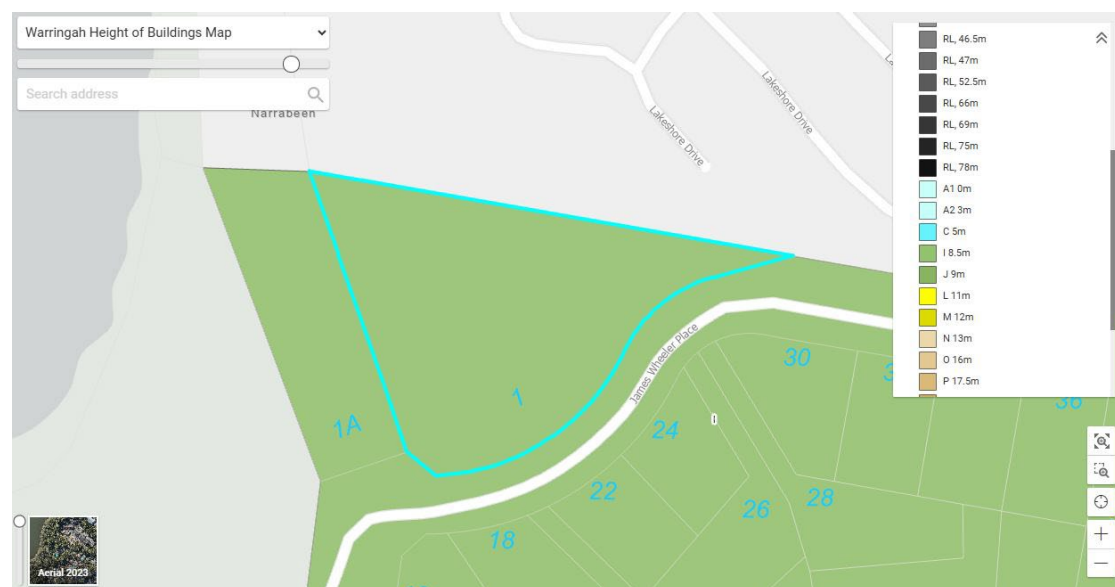 Warringah Height of Buildings Map
Search address
Narrabeen
Lakeshore Drive
Lakeshore Drive
James Wheeler Place
1
1A
30
24
I
22
26
28
18
36
RL, 46.5m
RL, 47m
RL, 52.5m
RL, 66m
RL, 69m
RL, 75m
RL, 78m
A1 0m
A2 3m
C 5m
I 8.5m
J 9m
L 11m
M 12m
N 13m
O 16m
P 17.5m
Aerial 2023